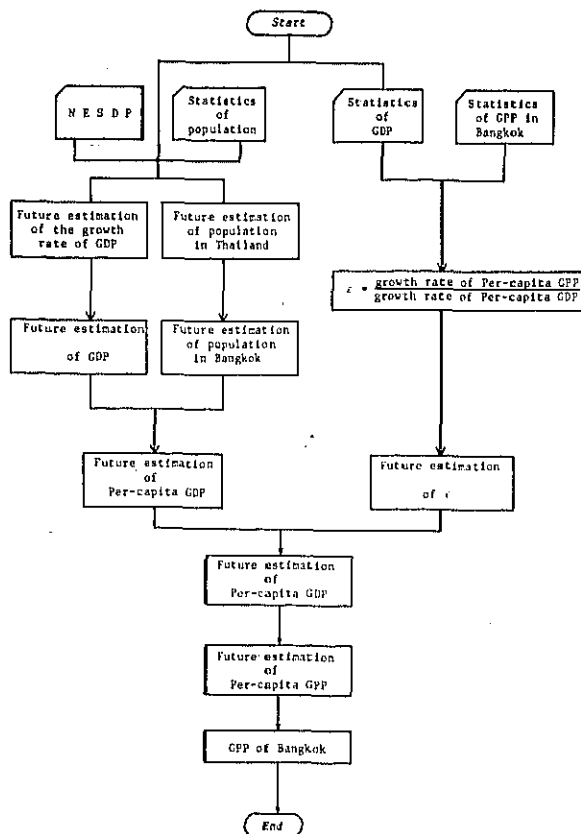 Start
N E S D P
Statistics
of
population
Statistics
of
GDP
Statistics
of GPP in
Bangkok
Future estimation
of the growth
rate of GDP
Future estimation
of population
in Thailand
ε = growth rate of Per-capita GPP
growth rate of Per-capita GDP
Future estimation
of GDP
Future estimation
of population
in Bangkok
Future estimation
of
Per-capita GDP
Future estimation
of ε
Future estimation
of
Per-capita GDP
Future estimation
of
Per-capita GPP
GPP of Bangkok
End